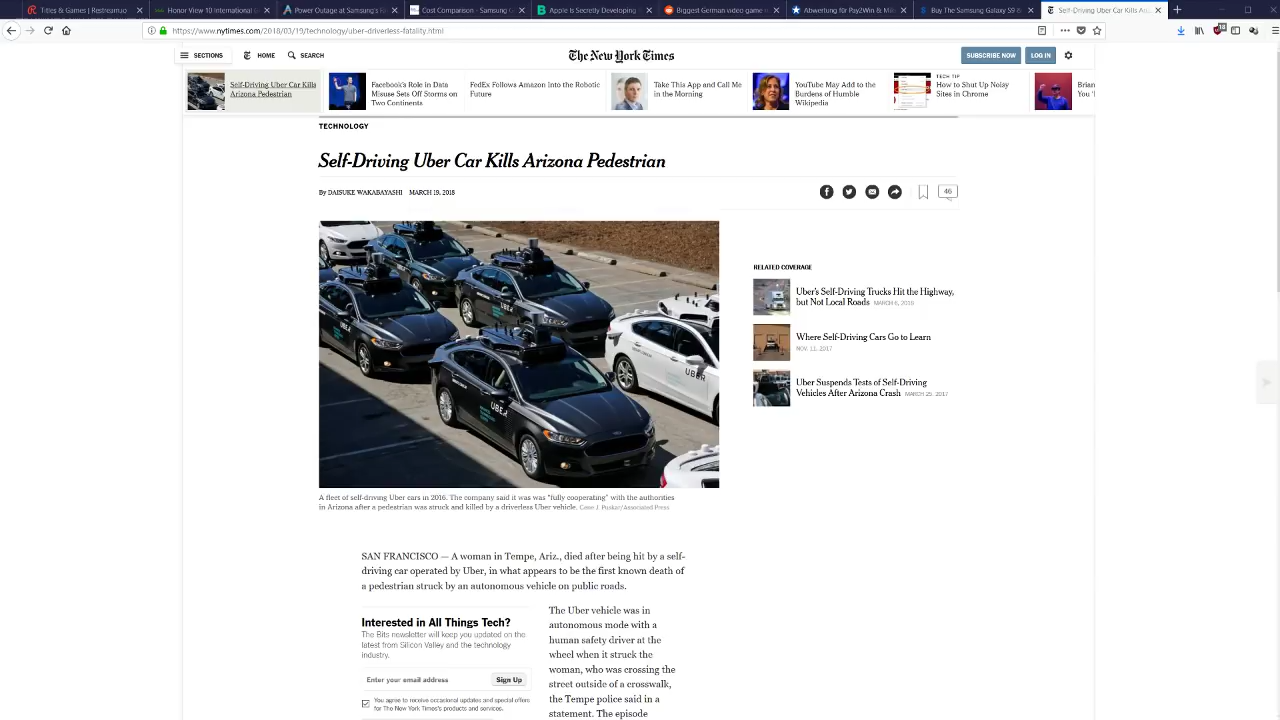 Titles & Games | Restream.io
Honor View 10 International
Power Outage at Samsung's
Cost Comparison - Samsung G
Apple Is Secretly Developing
Biggest German video game
Abwertung für Pay2Win &
Buy The Samsung Galaxy S9 &
Self-Driving Uber Car Kills Ari
https://www.nytimes.com/2018/03/19/technology/uber-driverless-fatality.html
SECTIONS HOME SEARCH
The New York Times
SUBSCRIBE NOW LOG IN
Self-Driving Uber Car Kills
Arizona Pedestrian
Facebook's Role in Data
Misuse Sets Off Storms on
Two Continents
FedEx Follows Amazon Into the Robotic
Future
Take This App and Call Me
in the Morning
YouTube May Add to the
Burdens of Humble
Wikipedia
TECH TIP
How to Shut Up Noisy
Sites in Chrome
Brian
You
TECHNOLOGY
Self-Driving Uber Car Kills Arizona Pedestrian
By DAISUKE WAKABAYASHI MARCH 19, 2018
46
UBER
UBER
UBER
UBER
A fleet of self-driving Uber cars in 2016. The company said it was was "fully cooperating" with the authorities
in Arizona after a pedestrian was struck and killed by a driverless Uber vehicle. Gene J. Puskar/Associated Press
RELATED COVERAGE
Uber's Self-Driving Trucks Hit the Highway,
but Not Local Roads MARCH 6, 2018
Where Self-Driving Cars Go to Learn
NOV. 11, 2017
Uber Suspends Tests of Self-Driving
Vehicles After Arizona Crash MARCH 25, 2017
SAN FRANCISCO — A woman in Tempe, Ariz., died after being hit by a self-
driving car operated by Uber, in what appears to be the first known death of
a pedestrian struck by an autonomous vehicle on public roads.
Interested in All Things Tech?
The Bits newsletter will keep you updated on the
latest from Silicon Valley and the technology
industry.
Enter your email address Sign Up
You agree to receive occasional updates and special offers
for The New York Times's products and services.
The Uber vehicle was in
autonomous mode with a
human safety driver at the
wheel when it struck the
woman, who was crossing the
street outside of a crosswalk,
the Tempe police said in a
statement. The episode